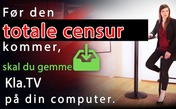 Før den
totale censur
kommer,
skal du gemme
Kla.TV
på din computer.